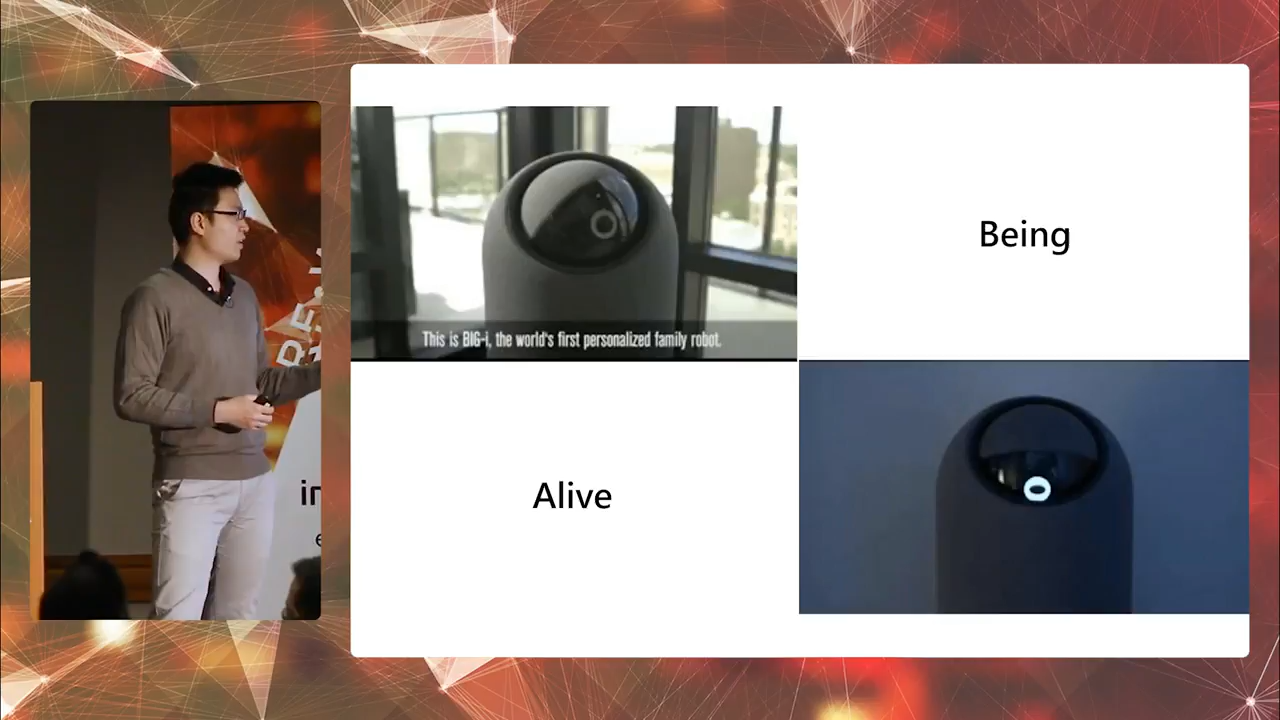 This is BIG-i, the world's first personalized family robot.
Being
Alive